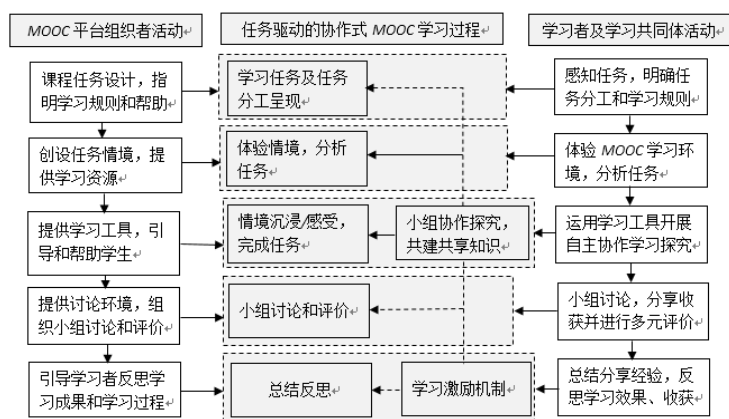 MOOC 平台组织者活动
任务驱动的协作式 MOOC 学习过程
学习者及学习共同体活动
课程任务设计，指
明学习规则和帮助
学习任务及任务
分工呈现
感知任务，明确任
务分工和学习规则
创设任务情境，提
供学习资源
体验情境，分析
任务
体验 MOOC 学习环
境，分析任务
提供学习工具，引
导和帮助学生
情境沉浸/感受，
完成任务
小组协作探究，
共建共享知识
运用学习工具开展
自主协作学习探究
提供讨论环境，组
织小组讨论和评价
小组讨论和评价
小组讨论，分享收
获并进行多元评价
引导学习者反思学
习成果和学习过程
总结反思
学习激励机制
总结分享经验，反
思学习效果、收获